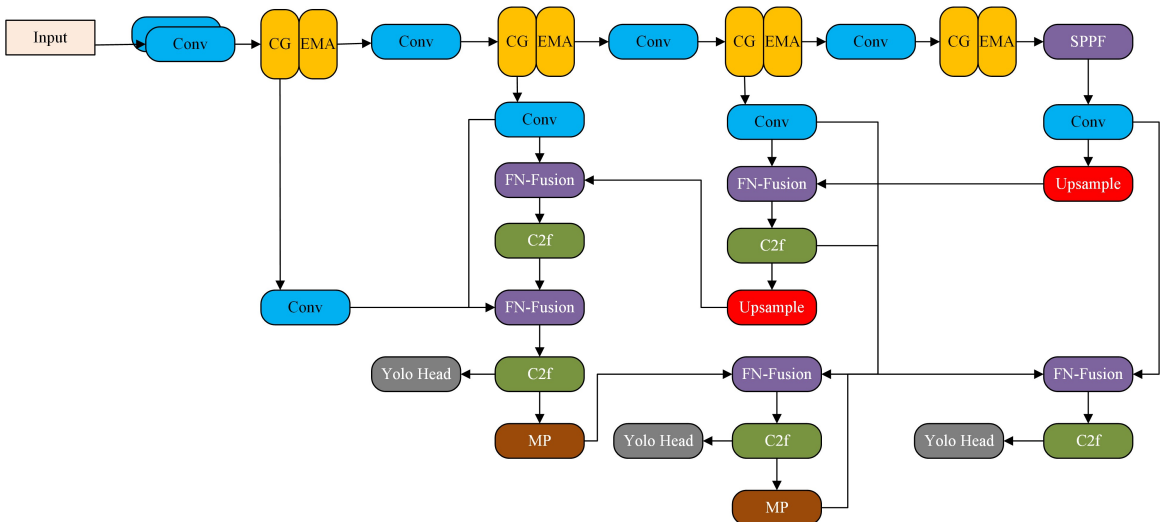 Input
Conv
CG
EMA
Conv
CG
EMA
Conv
CG
EMA
Conv
CG
EMA
SPPF
Conv
Conv
Conv
FN-Fusion
FN-Fusion
Upsample
C2f
C2f
Conv
FN-Fusion
Upsample
Yolo Head
C2f
FN-Fusion
FN-Fusion
MP
Yolo Head
C2f
Yolo Head
C2f
MP